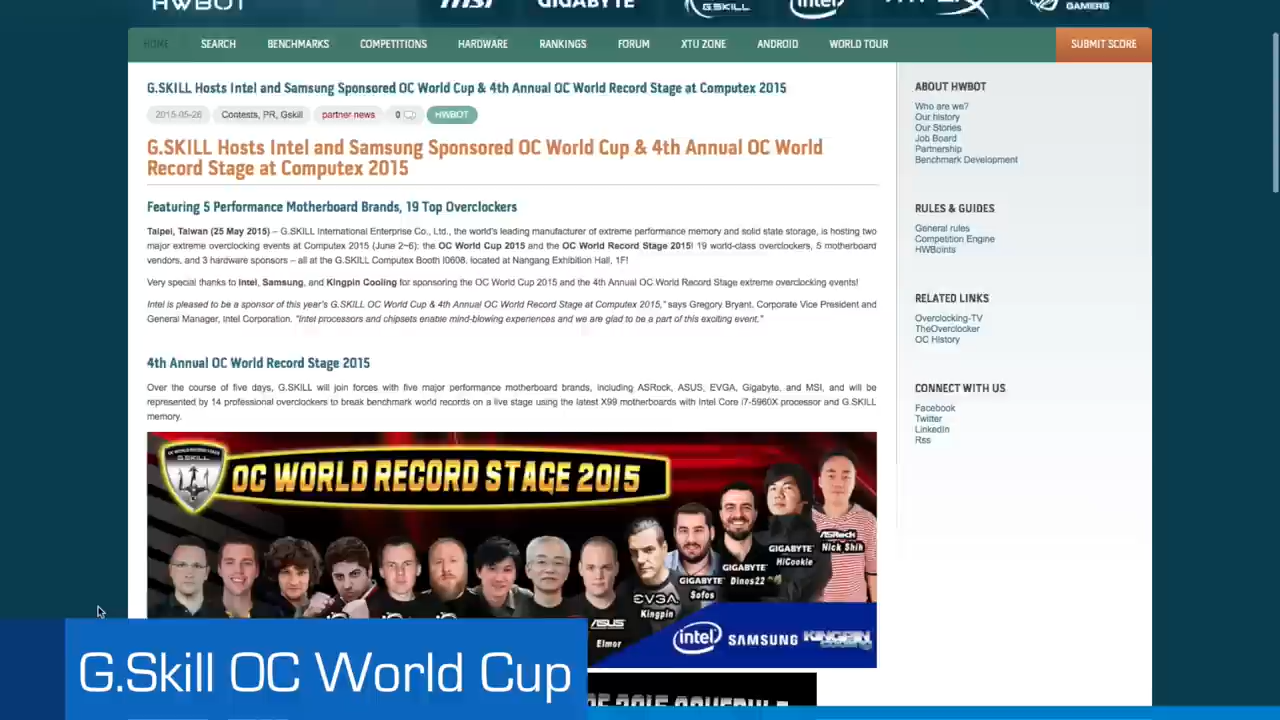 HWBOT
msi
GIGABYTE
G.SKILL
intel
GAMERS
HOME SEARCH BENCHMARKS COMPETITIONS HARDWARE RANKINGS FORUM XTU ZONE ANDROID WORLD TOUR SUBMIT SCORE
G.SKILL Hosts Intel and Samsung Sponsored OC World Cup & 4th Annual OC World Record Stage at Computex 2015
2015-05-26 Contests, PR, Gskill partner news 0 HWBOT
G.SKILL Hosts Intel and Samsung Sponsored OC World Cup & 4th Annual OC World
Record Stage at Computex 2015
Featuring 5 Performance Motherboard Brands, 19 Top Overclockers
Taipei, Taiwan (25 May 2015) – G.SKILL International Enterprise Co., Ltd., the world's leading manufacturer of extreme performance memory and solid state storage, is hosting two
major extreme overclocking events at Computex 2015 (June 2~6): the OC World Cup 2015 and the OC World Record Stage 2015! 19 world-class overclockers, 5 motherboard
vendors, and 3 hardware sponsors – all at the G.SKILL Computex Booth I0608. located at Nangang Exhibition Hall, 1F!
Very special thanks to Intel, Samsung, and Kingpin Cooling for sponsoring the OC World Cup 2015 and the 4th Annual OC World Record Stage extreme overclocking events!
Intel is pleased to be a sponsor of this year's G.SKILL OC World Cup & 4th Annual OC World Record Stage at Computex 2015," says Gregory Bryant. Corporate Vice President and
General Manager, Intel Corporation. "Intel processors and chipsets enable mind-blowing experiences and we are glad to be a part of this exciting event."
4th Annual OC World Record Stage 2015
Over the course of five days, G.SKILL will join forces with five major performance motherboard brands, including ASRock, ASUS, EVGA, Gigabyte, and MSI, and will be
represented by 14 professional overclockers to break benchmark world records on a live stage using the latest X99 motherboards with Intel Core i7-5960X processor and G.SKILL
memory.
OC WORLD RECORD STAGE
G.SKILL
OC WORLD RECORD STAGE 2015
ASRock
Nick Shih
GIGABYTE
HiCookie
GIGABYTE
Dinos22
GIGABYTE
Sofos
EVGA
Kingpin
ASUS
Elmor
intel SAMSUNG KINGPIN
COOLING
ABOUT HWBOT
Who are we?
Our history
Our Stories
Job Board
Partnership
Benchmark Development
RULES & GUIDES
General rules
Competition Engine
HWBoints
RELATED LINKS
Overclocking-TV
TheOverclocker
OC History
CONNECT WITH US
Facebook
Twitter
LinkedIn
Rss
G.Skill OC World Cup